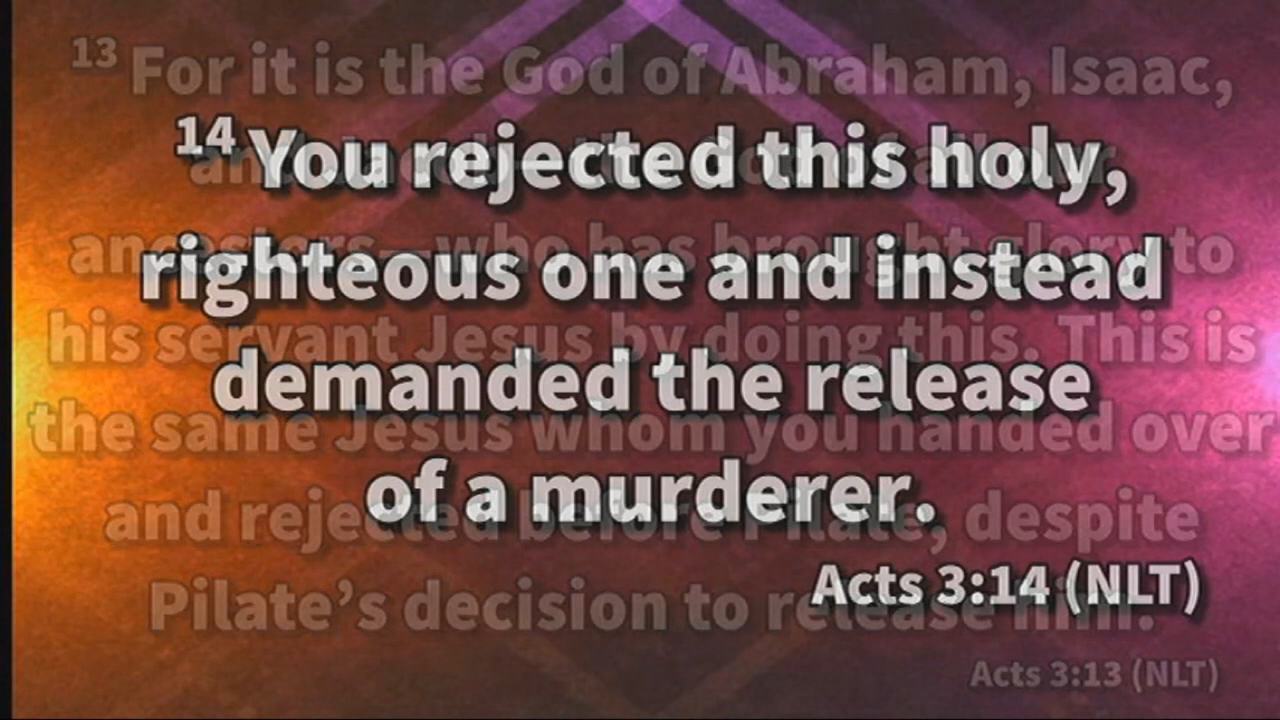 13 For it is the God of Abraham, Isaac,
14 You rejected this holy,
ancestors—who has brought glory to
righteous one and instead
his servant Jesus by doing this. This is
demanded the release
the same Jesus whom you handed over
of a murderer.
and rejected before Pilate, despite
Acts 3:14 (NLT)
Pilate’s decision to release him.
Acts 3:13 (NLT)